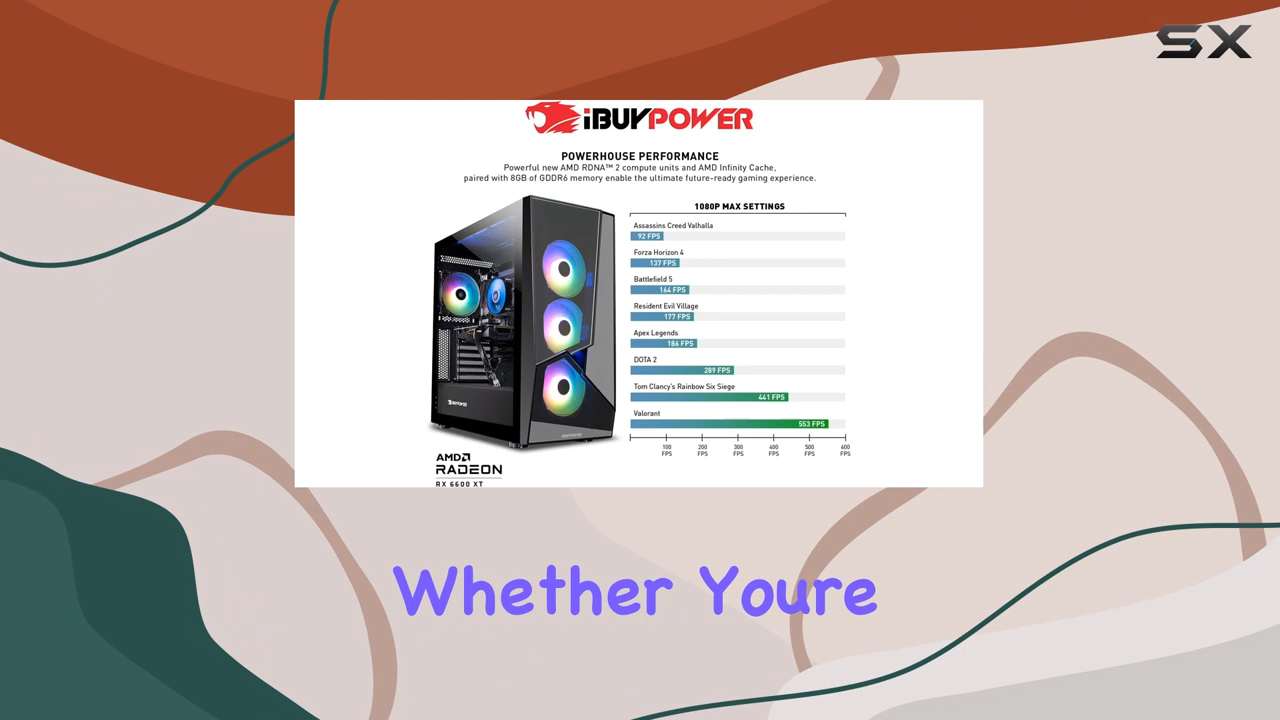 SX
iBUYPOWER
POWERHOUSE PERFORMANCE
Powerful new AMD RDNA™ 2 compute units and AMD Infinity Cache,
paired with 8GB of GDDR6 memory enable the ultimate future-ready gaming experience.
1080P MAX SETTINGS
Assassins Creed Valhalla
92 FPS
Forza Horizon 4
137 FPS
Battlefield 5
164 FPS
Resident Evil Village
177 FPS
Apex Legends
186 FPS
DOTA 2
289 FPS
Tom Clancy's Rainbow Six Siege
441 FPS
Valorant
553 FPS
100 200 300 400 500 600
FPS FPS FPS FPS FPS FPS
iBUYPOWER
AMD
RADEON
RX 6600 XT
Whether Youre